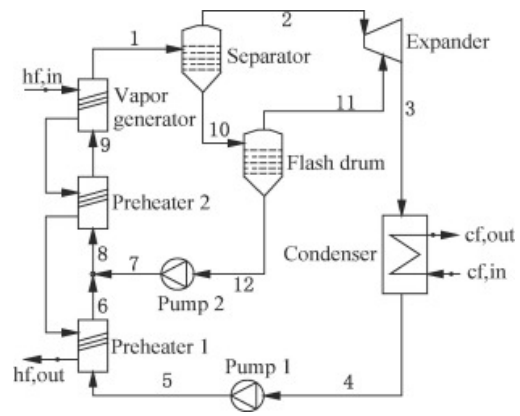 2
1
Separator
Expander
hf,in
Vapor
generator
11
3
10
Flash drum
9
Preheater 2
cf,out
Condenser
cf,in
8
7
12
Pump 2
6
Preheater 1
Pump 1
hf,out
5
4